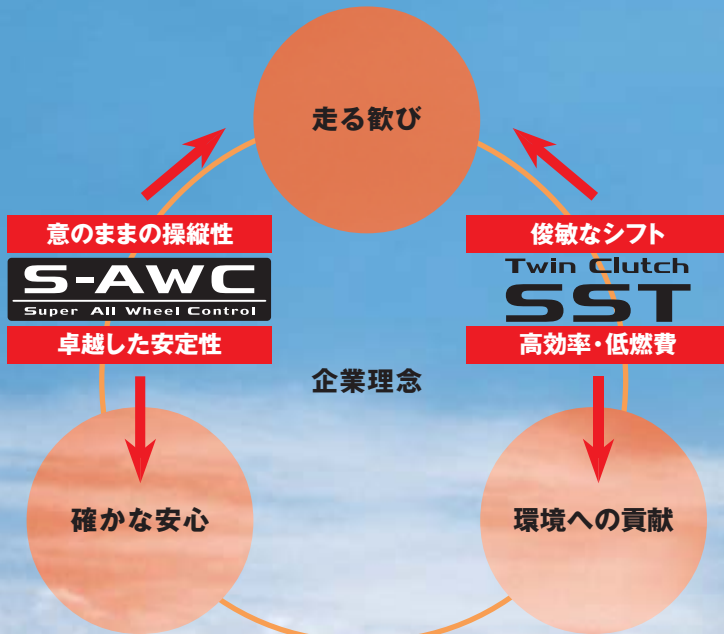 走る歓び
意のままの操縦性
S-AWC
Super All Wheel Control
卓越した安定性
俊敏なシフト
Twin Clutch
SST
高効率・低燃費
企業理念
確かな安心
環境への貢献